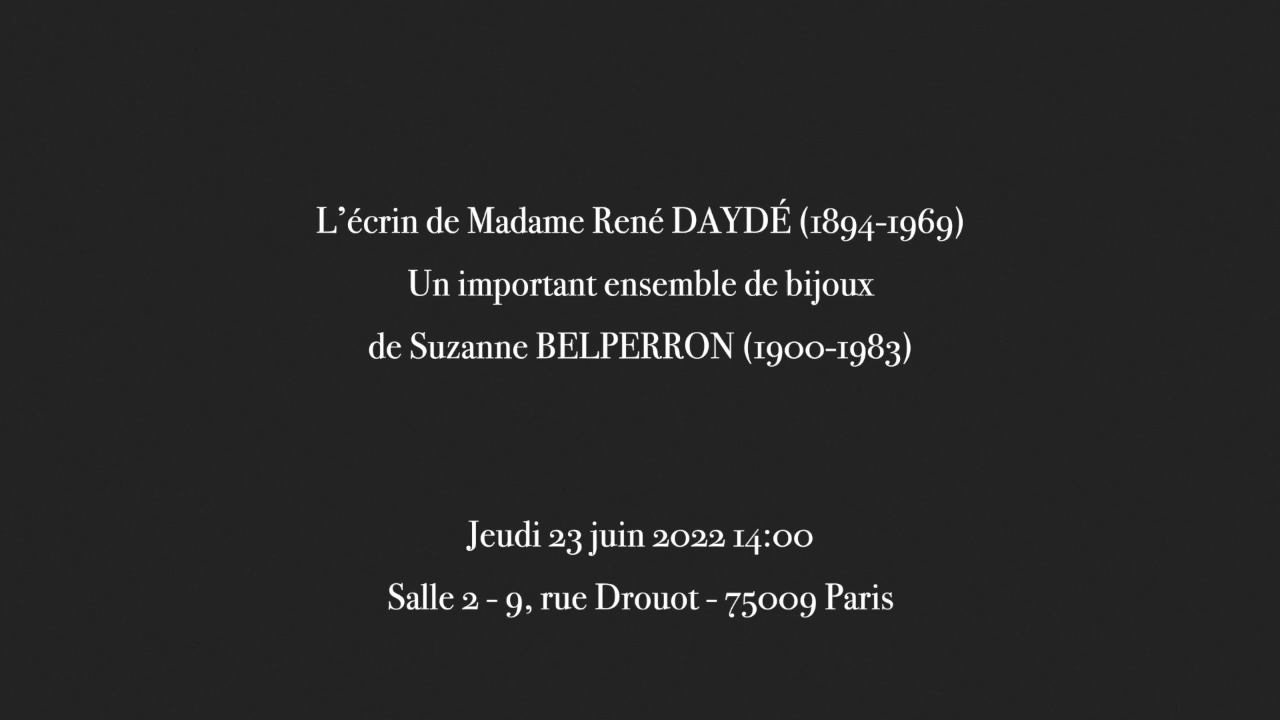 L’écrin de Madame René DAYDÉ (1894-1969)
Un important ensemble de bijoux
de Suzanne BELPERRON (1900-1983)
Jeudi 23 juin 2022 14:00
Salle 2 - 9, rue Drouot - 75009 Paris